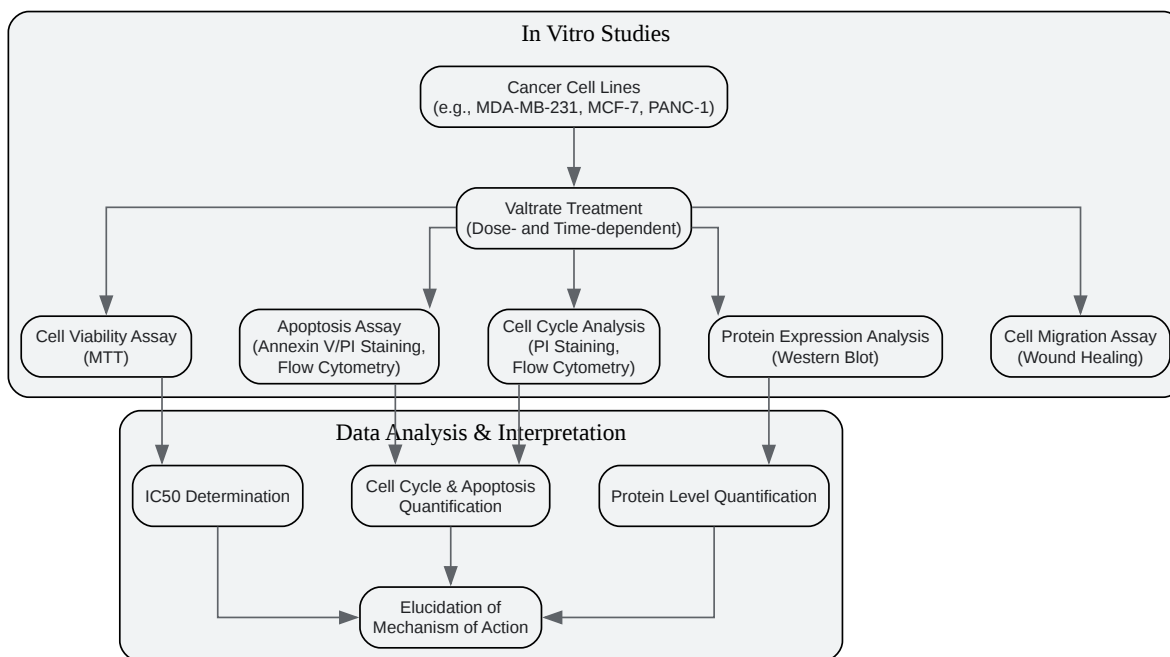 In Vitro Studies
Cancer Cell Lines
(e.g., MDA-MB-231, MCF-7, PANC-1)
Valtrate Treatment
(Dose- and Time-dependent)
Cell Viability Assay
(MTT)
Apoptosis Assay
(Annexin V/PI Staining,
Flow Cytometry)
Cell Cycle Analysis
(PI Staining,
Flow Cytometry)
Protein Expression Analysis
(Western Blot)
Cell Migration Assay
(Wound Healing)
Data Analysis & Interpretation
IC50 Determination
Cell Cycle & Apoptosis
Quantification
Protein Level Quantification
Elucidation of
Mechanism of Action